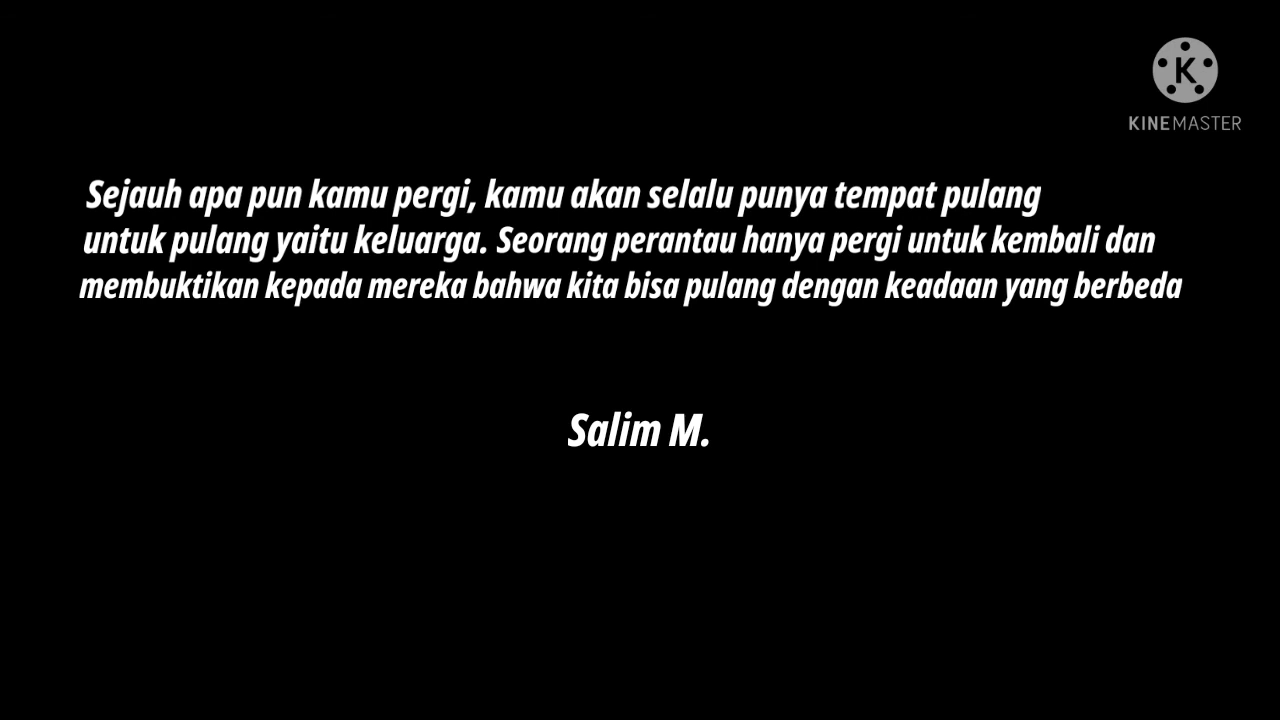 KINEMASTER
Sejauh apa pun kamu pergi, kamu akan selalu punya tempat pulang
untuk pulang yaitu keluarga. Seorang perantau hanya pergi untuk kembali dan
membuktikan kepada mereka bahwa kita bisa pulang dengan keadaan yang berbeda
Salim M.